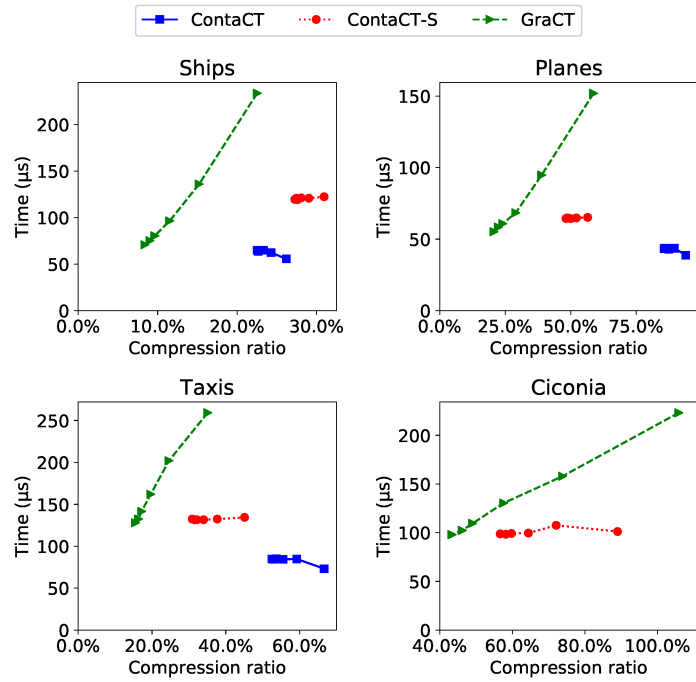 ContaCT ContaCT-S GraCT
Ships Planes
Time (µs) 0 50 100 150 200
0.0% 10.0% 20.0% 30.0%
Compression ratio
Time (µs) 0 50 100 150
0.0% 25.0% 50.0% 75.0%
Compression ratio
Taxis Ciconia
Time (µs) 0 50 100 150 200 250
0.0% 20.0% 40.0% 60.0%
Compression ratio
Time (µs) 0 50 100 150 200
40.0% 60.0% 80.0% 100.0%
Compression ratio